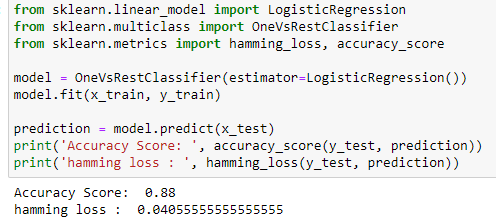 from sklearn.linear_model import LogisticRegression
from sklearn.multiclass import OneVsRestClassifier
from sklearn.metrics import hamming_loss, accuracy_score
model = OneVsRestClassifier(estimator=LogisticRegression())
model.fit(x_train, y_train)
prediction = model.predict(x_test)
print('Accuracy Score: ', accuracy_score(y_test, prediction))
print('hamming loss : ', hamming_loss(y_test, prediction))
Accuracy Score:  0.88
hamming loss :  0.04055555555555555